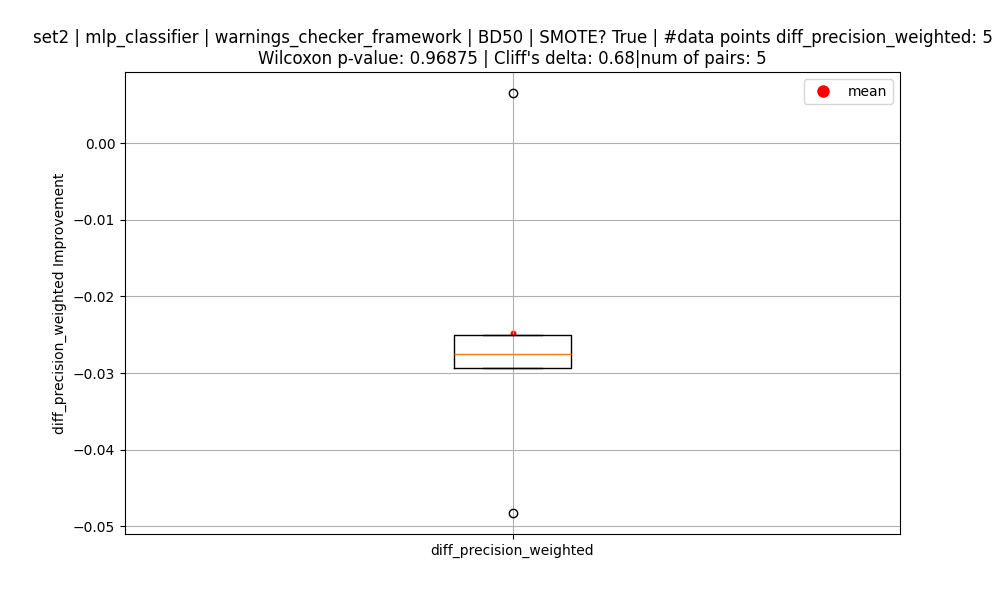 set2 | mlp_classifier | warnings_checker_framework | BD50 | SMOTE? True | #data points diff_precision_weighted: 5
Wilcoxon p-value: 0.96875 | Cliff's delta: 0.68|num of pairs: 5
mean
0.00
−0.01
−0.02
−0.03
−0.04
−0.05
diff_precision_weighted Improvement
diff_precision_weighted